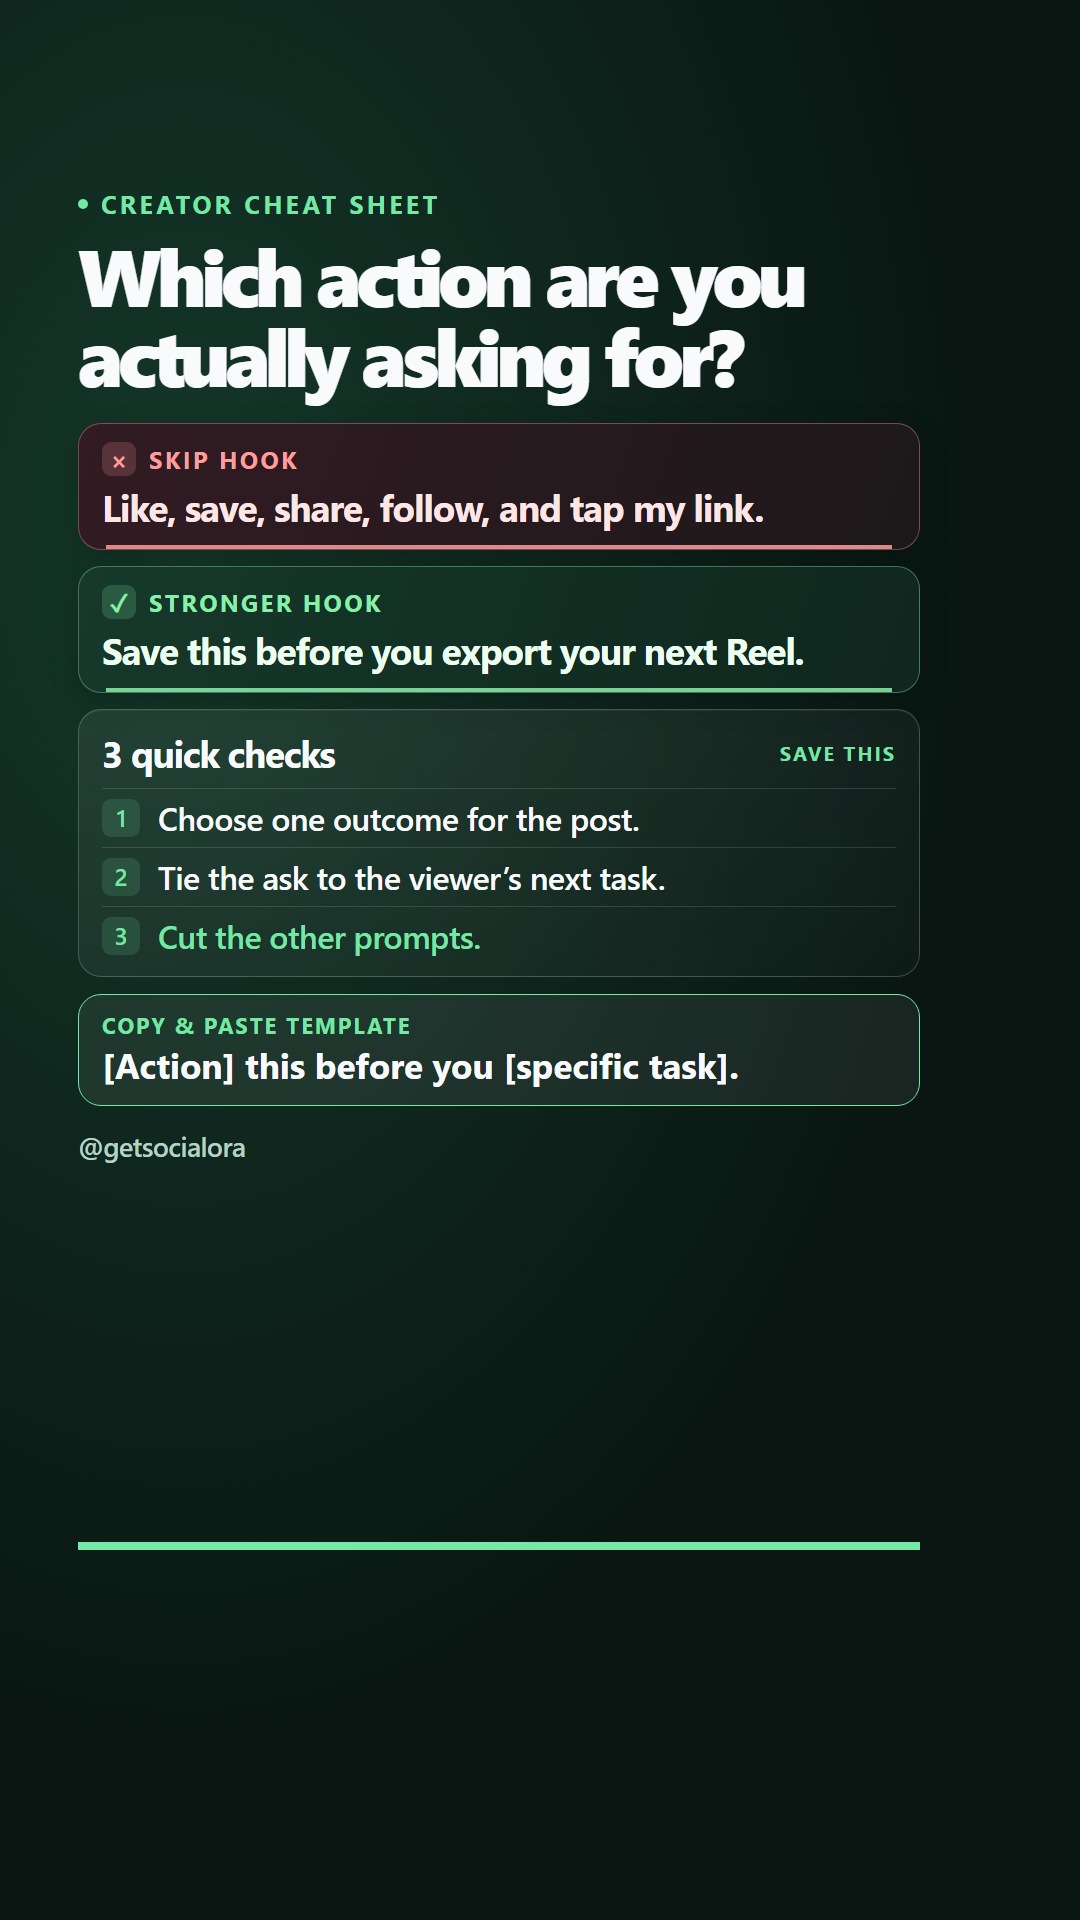 • CREATOR CHEAT SHEET
Which action are you
actually asking for?
× SKIP HOOK
Like, save, share, follow, and tap my link.
✓ STRONGER HOOK
Save this before you export your next Reel.
3 quick checks SAVE THIS
1 Choose one outcome for the post.
2 Tie the ask to the viewer’s next task.
3 Cut the other prompts.
COPY & PASTE TEMPLATE
[Action] this before you [specific task].
@getsocialora